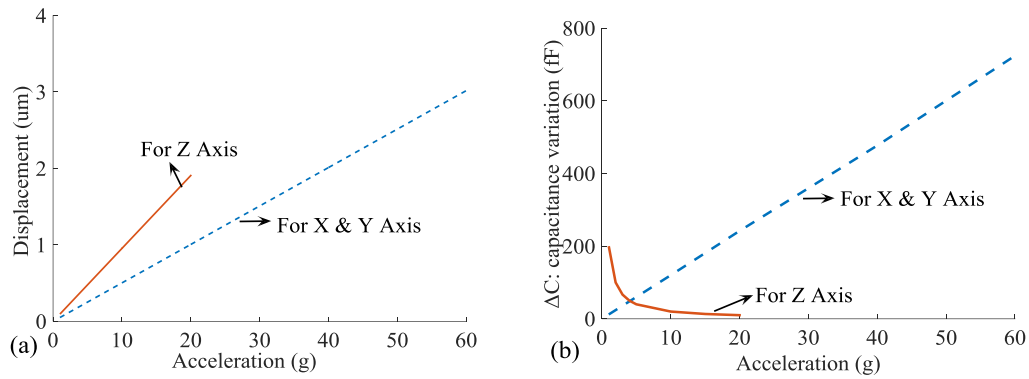 4
3
2
1
0
Displacement (um)
For Z Axis
For X & Y Axis
0 10 20 30 40 50 60
Acceleration (g)
(a)
800
600
400
200
0
ΔC: capacitance variation (fF)
For X & Y Axis
For Z Axis
0 10 20 30 40 50 60
Acceleration (g)
(b)